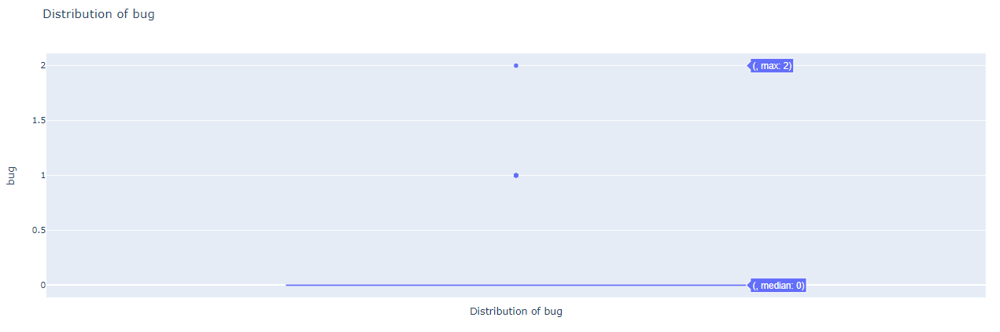 Distribution of bug
2
(, max: 2)
1.5
1
bug
0.5
0
(, median: 0)
Distribution of bug